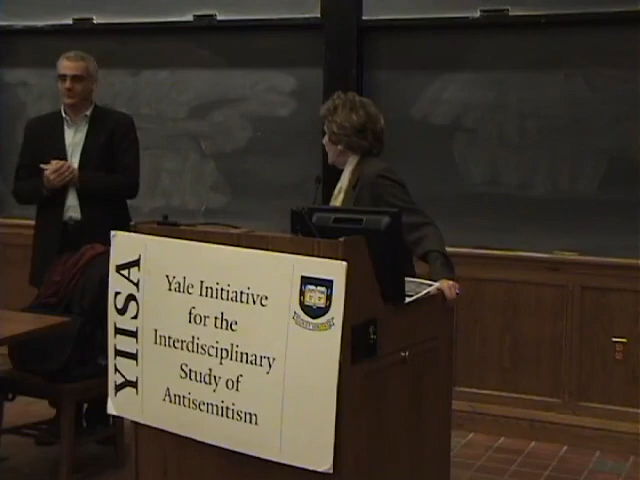 YIISA
Yale Initiative
for the
Interdisciplinary
Study of
Antisemitism